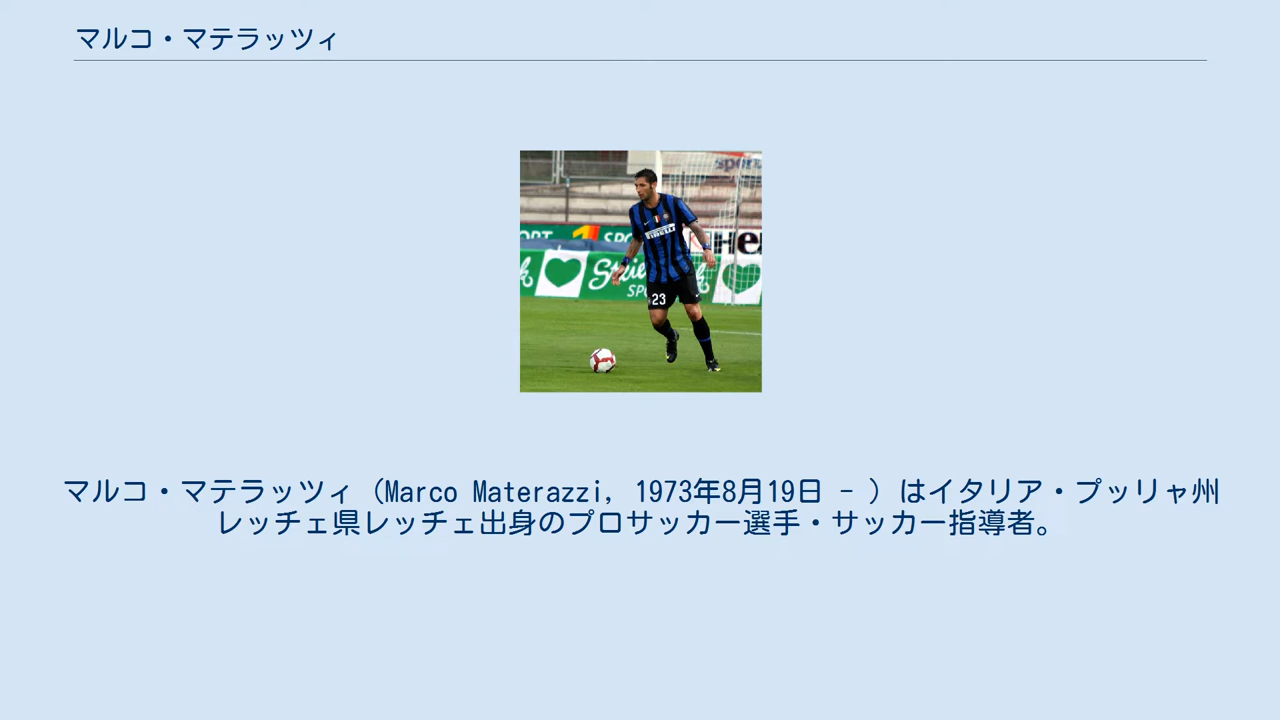 マルコ・マテラッツィ
PIRELLI
23
マルコ・マテラッツィ（Marco Materazzi, 1973年8月19日 - ）はイタリア・プッリャ州
レッチェ県レッチェ出身のプロサッカー選手・サッカー指導者。